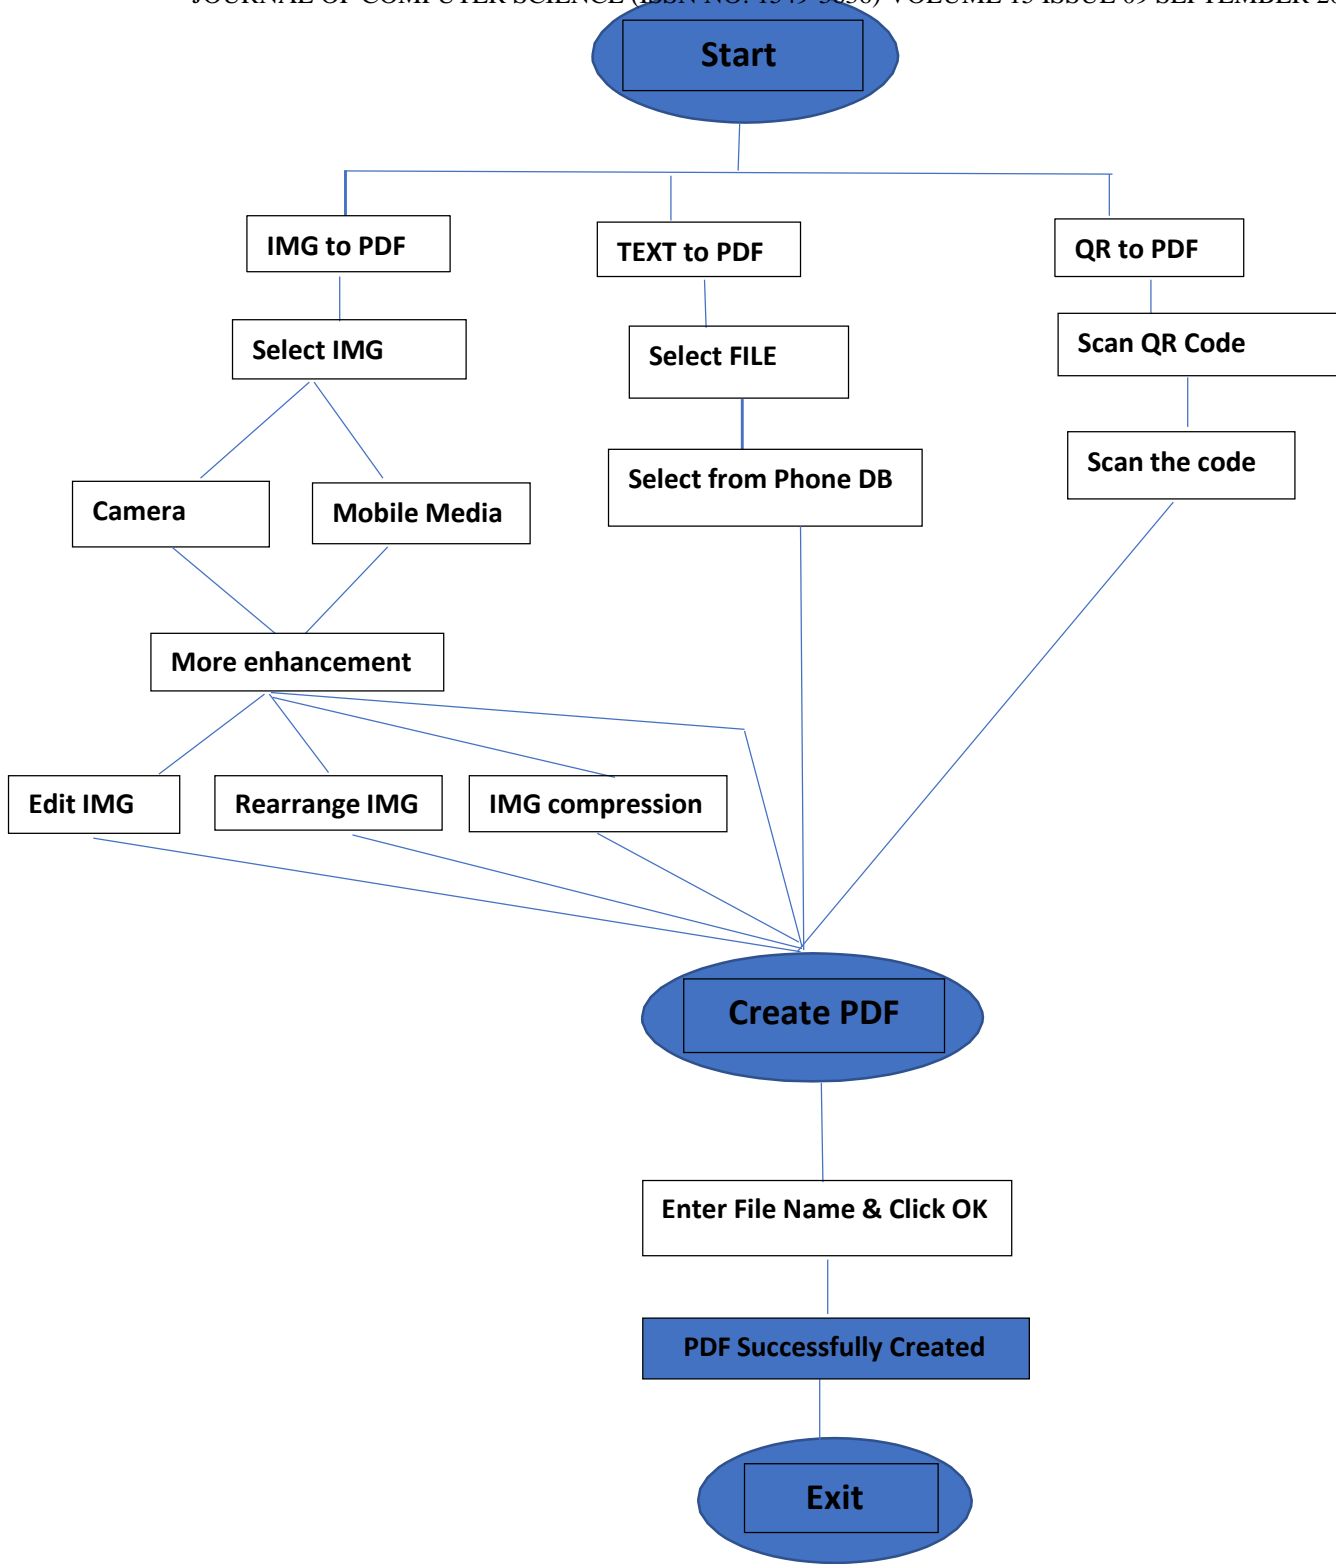 Start
IMG to PDF
TEXT to PDF
QR to PDF
Select IMG
Select FILE
Scan QR Code
Camera
Mobile Media
Select from Phone DB
Scan the code
More enhancement
Edit IMG
Rearrange IMG
IMG compression
Create PDF
Enter File Name & Click OK
PDF Successfully Created
Exit